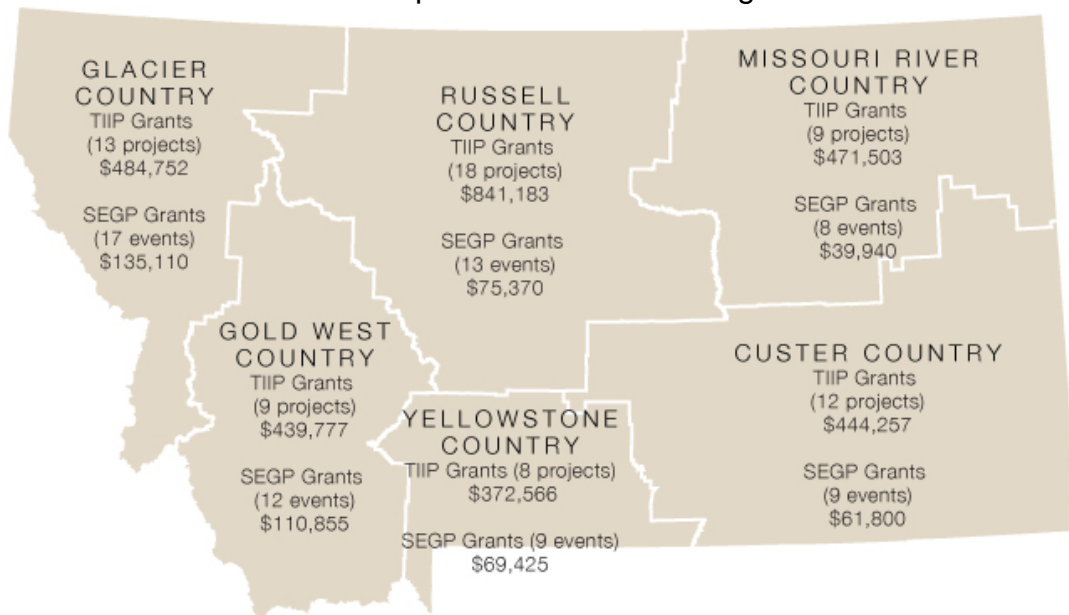 GLACIER
COUNTRY
TIIP Grants
(13 projects)
$484,752
SEGP Grants
(17 events)
$135,110
RUSSELL
COUNTRY
TIIP Grants
(18 projects)
$841,183
SEGP Grants
(13 events)
$75,370
MISSOURI RIVER
COUNTRY
TIIP Grants
(9 projects)
$471,503
SEGP Grants
(8 events)
$39,940
GOLD WEST
COUNTRY
TIIP Grants
(9 projects)
$439,777
SEGP Grants
(12 events)
$110,855
YELLOWSTONE
COUNTRY
TIIP Grants (8 projects)
$372,566
SEGP Grants (9 events)
$69,425
CUSTER COUNTRY
TIIP Grants
(12 projects)
$444,257
SEGP Grants
(9 events)
$61,800